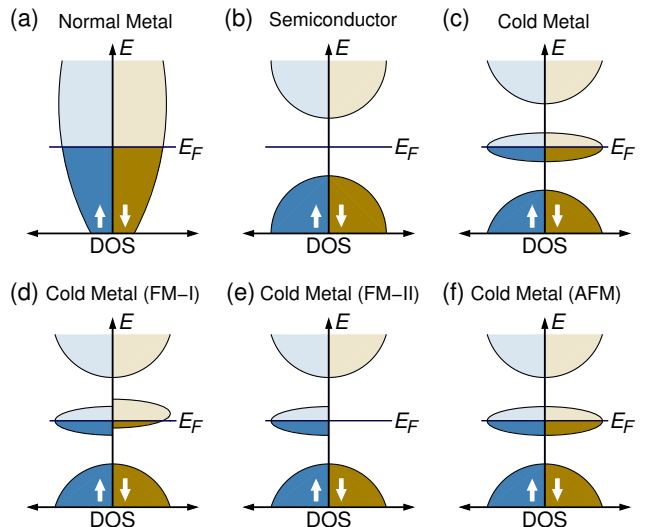 (a) Normal Metal
E
E_F
DOS
(b) Semiconductor
E
E_F
DOS
(c) Cold Metal
E
E_F
DOS
(d) Cold Metal (FM−I)
E
E_F
DOS
(e) Cold Metal (FM−II)
E
E_F
DOS
(f) Cold Metal (AFM)
E
E_F
DOS